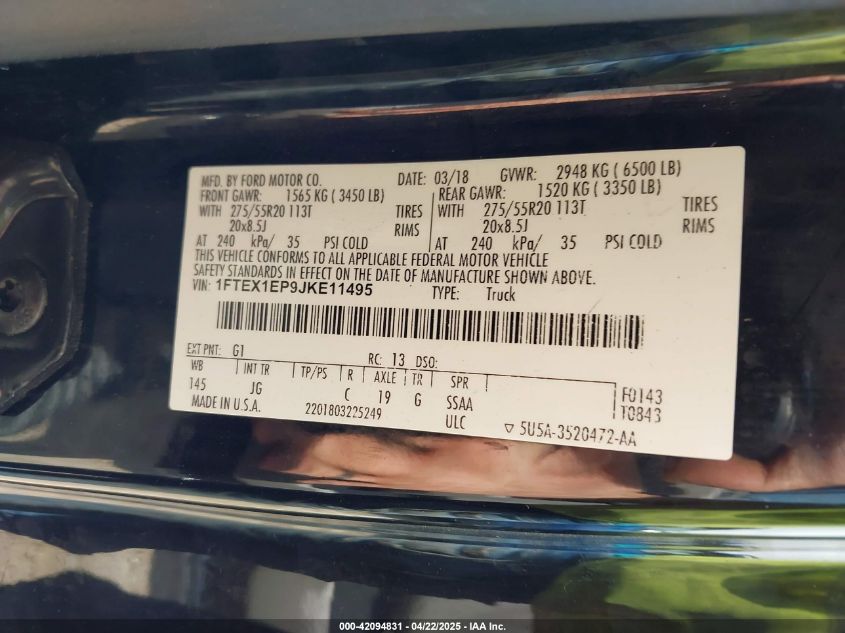 MFD. BY FORD MOTOR CO. DATE: 03/18 GVWR: 2948 KG ( 6500 LB)
FRONT GAWR: 1565 KG ( 3450 LB) REAR GAWR: 1520 KG ( 3350 LB)
WITH 275/55R20 113T TIRES WITH 275/55R20 113T TIRES
20x8.5J RIMS 20x8.5J RIMS
AT 240 kPa/ 35 PSI COLD AT 240 kPa/ 35 PSI COLD
THIS VEHICLE CONFORMS TO ALL APPLICABLE FEDERAL MOTOR VEHICLE
SAFETY STANDARDS IN EFFECT ON THE DATE OF MANUFACTURE SHOWN ABOVE.
VIN: 1FTEX1EP9JKE11495 TYPE: Truck
EXT PNT: G1 RC: 13 DSO:
WB INT TR TP/PS R AXLE TR SPR
145 JG C 19 G SSAA F0143
MADE IN U.S.A. 2201803225249 ULC T0843
▽ 5U5A-3520472-AA
000-42094831 - 04/22/2025 - IAA Inc.